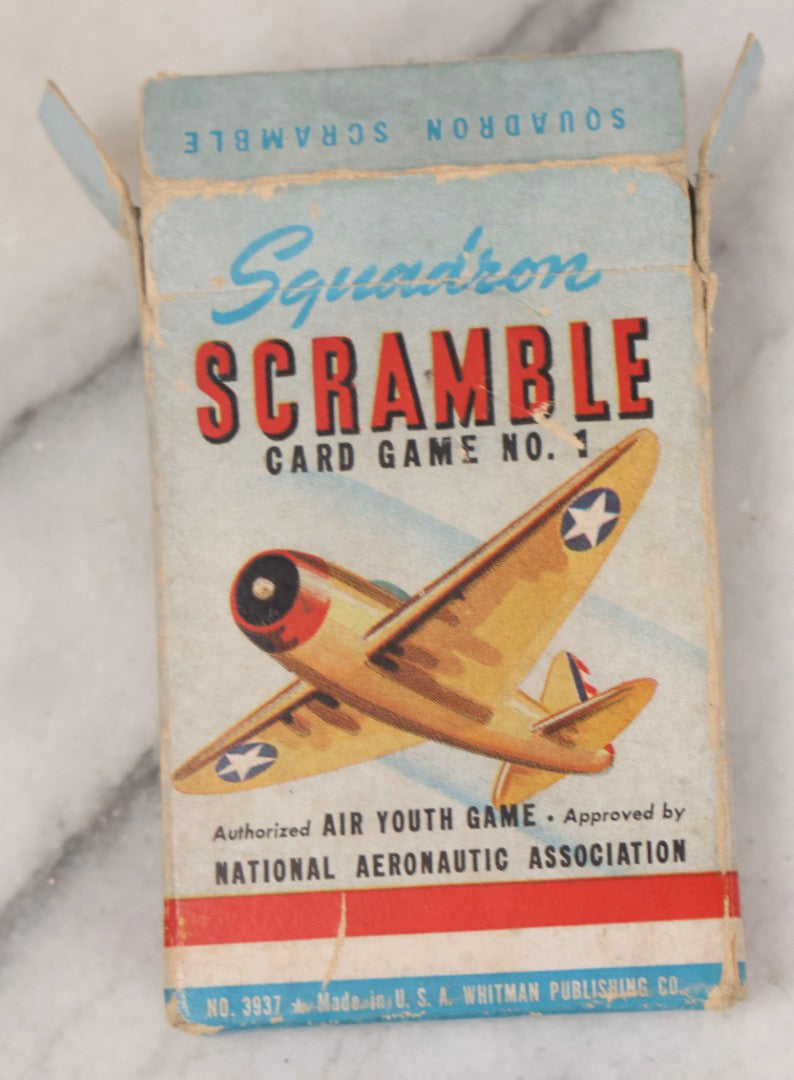 SQUADRON SCRAMBLE
Squadron
SCRAMBLE
CARD GAME NO. 1
Authorized AIR YOUTH GAME • Approved by
NATIONAL AERONAUTIC ASSOCIATION
NO. 3937 ★ Made in U. S. A. WHITMAN PUBLISHING CO.